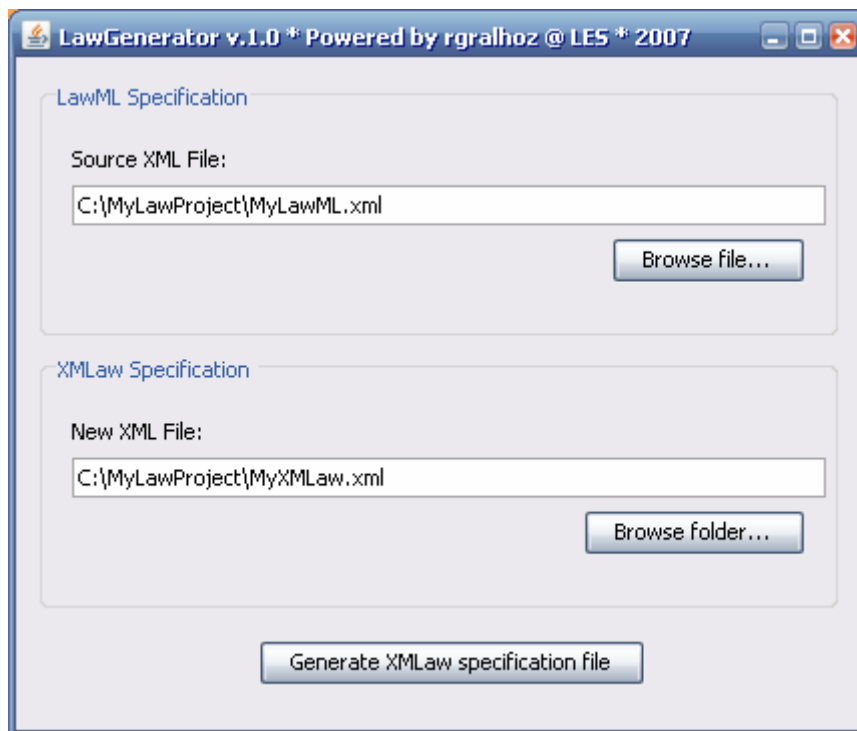 LawGenerator v.1.0 * Powered by rgralhoz @ LES * 2007
LawML Specification
Source XML File:
C:\MyLawProject\MyLawML.xml
Browse file...
XMLaw Specification
New XML File:
C:\MyLawProject\MyXMLaw.xml
Browse folder...
Generate XMLaw specification file